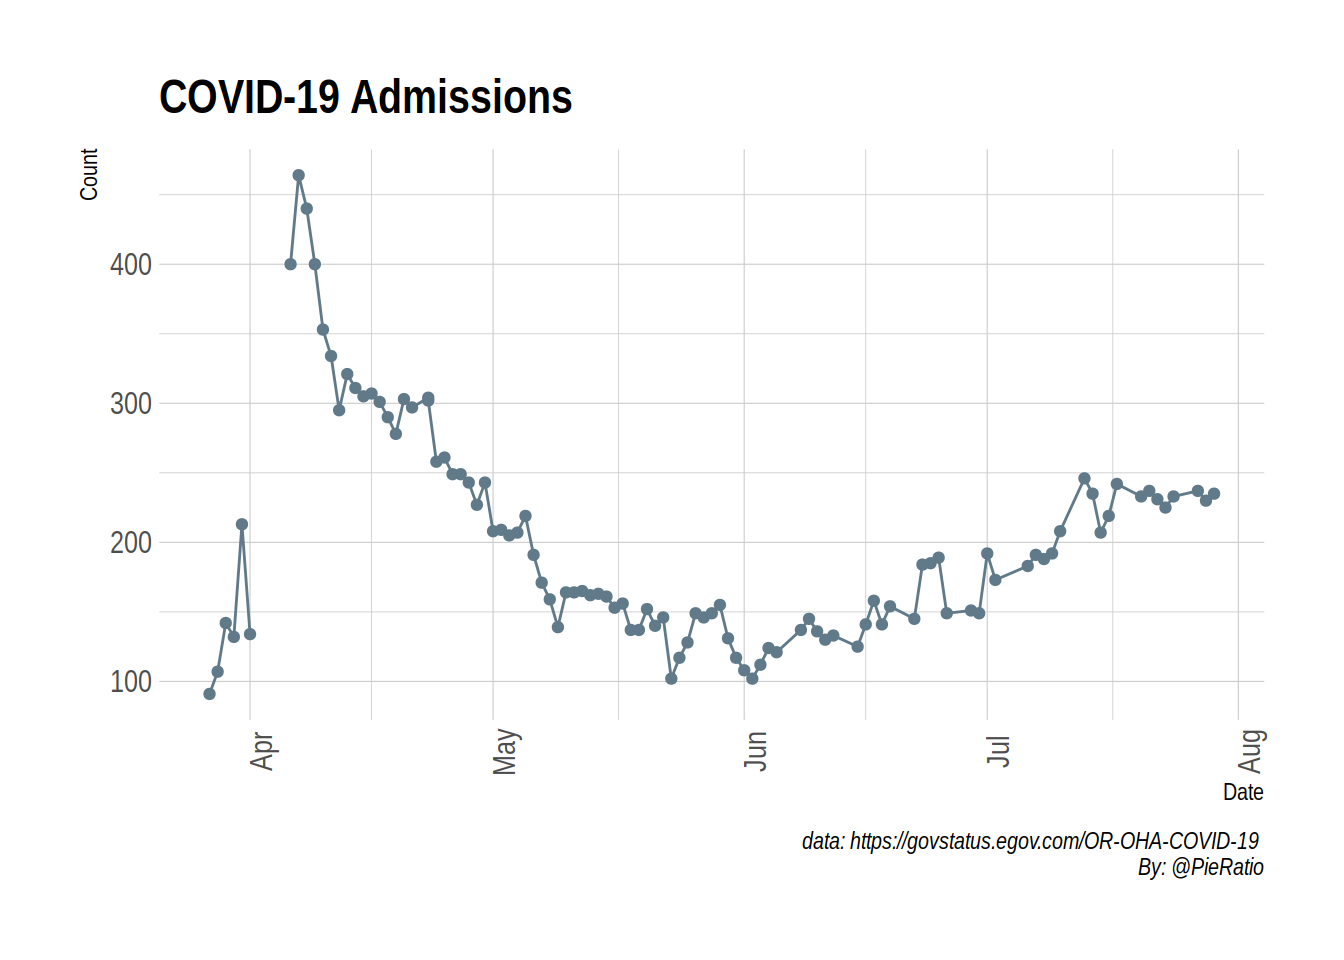 COVID-19 Admissions
Count
400
300
200
100
Apr
May
Jun
Jul
Aug
Date
data: https://govstatus.egov.com/OR-OHA-COVID-19
By: @PieRatio